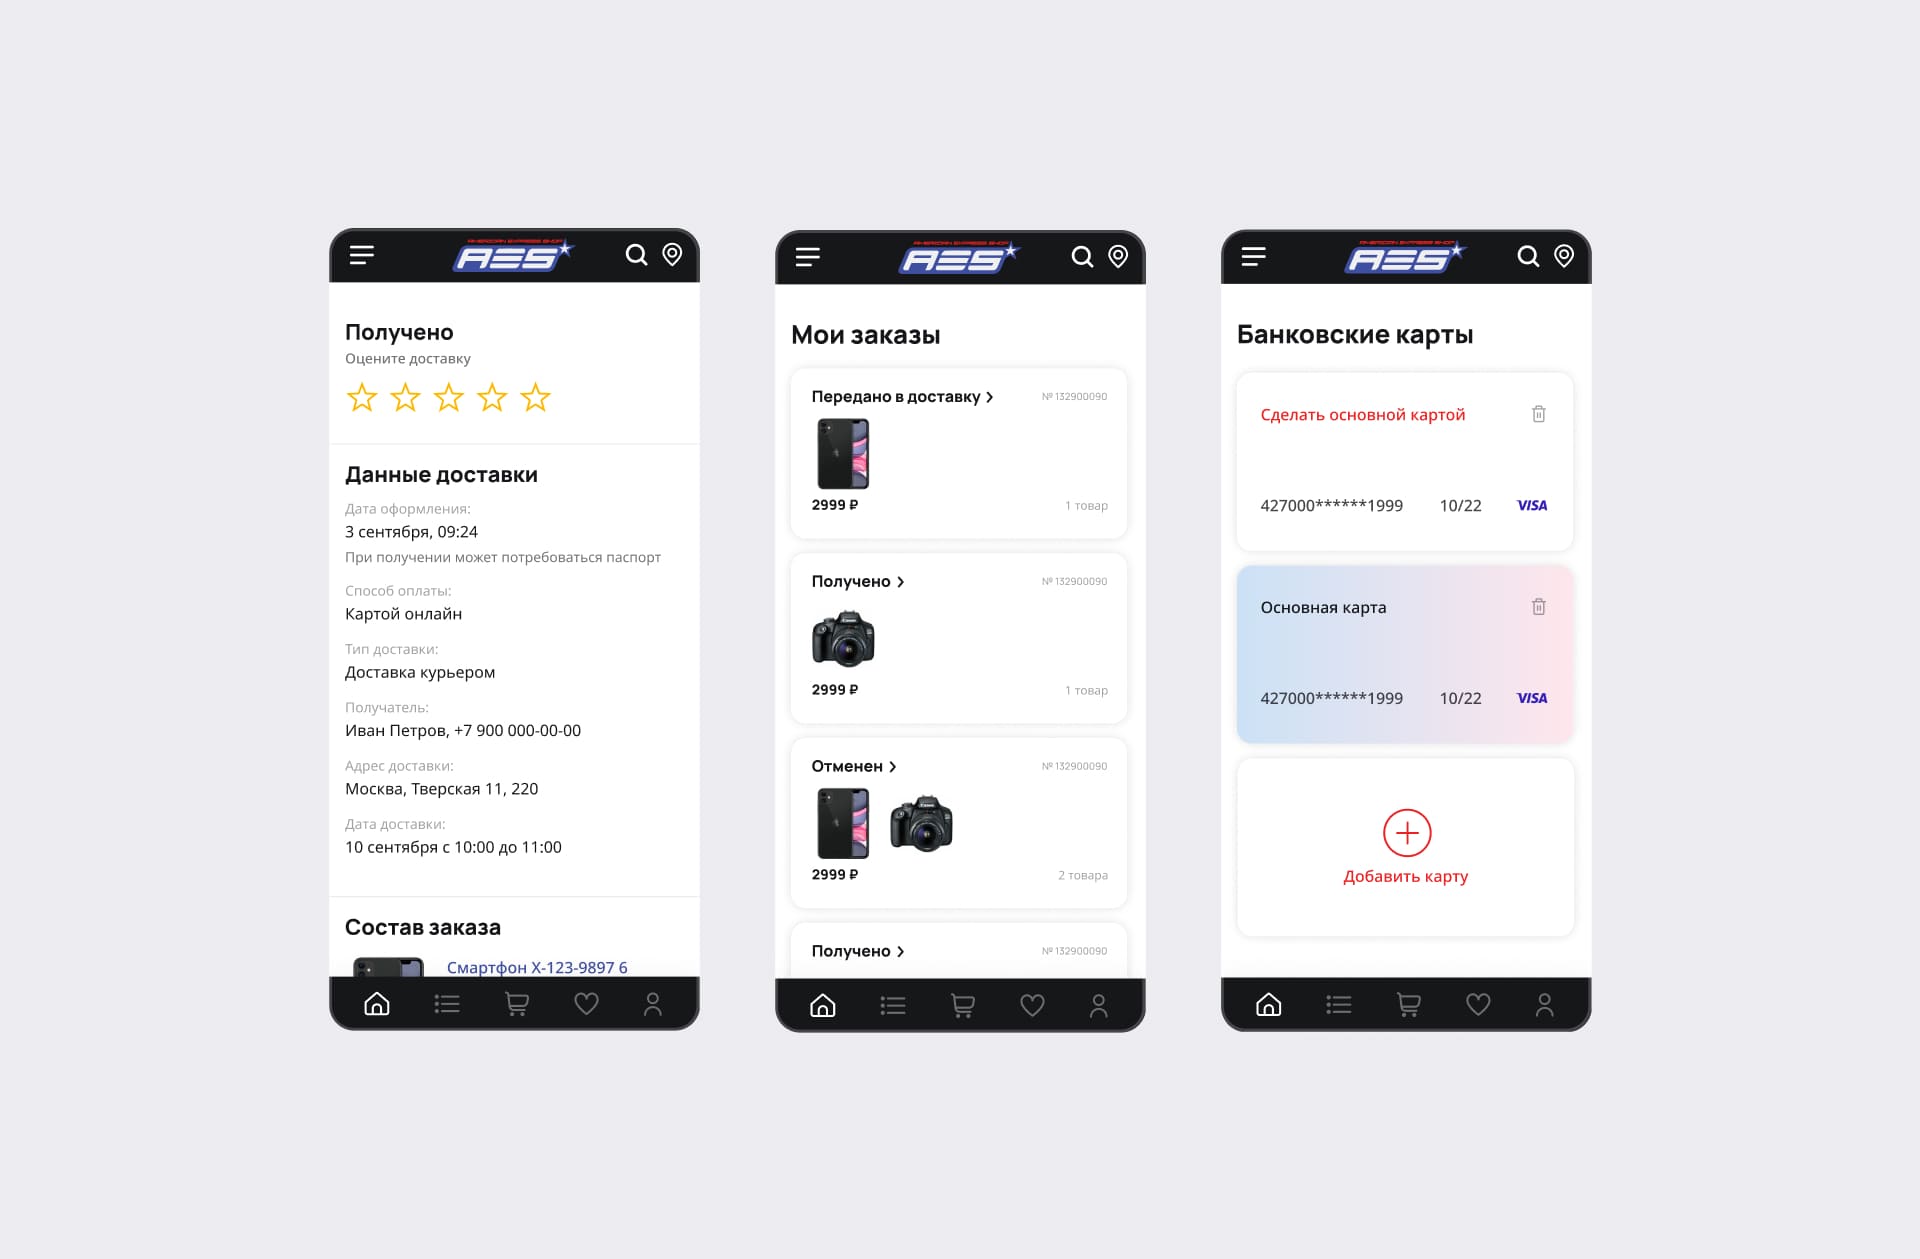 AMERICAN EXPRESS SHOP
AES
Получено
Оцените доставку
Данные доставки
Дата оформления:
3 сентября, 09:24
При получении может потребоваться паспорт
Способ оплаты:
Картой онлайн
Тип доставки:
Доставка курьером
Получатель:
Иван Петров, +7 900 000-00-00
Адрес доставки:
Москва, Тверская 11, 220
Дата доставки:
10 сентября с 10:00 до 11:00
Состав заказа
Смартфон X-123-9897 6
AMERICAN EXPRESS SHOP
AES
Мои заказы
Передано в доставку
№ 132900090
2999 ₽
1 товар
Получено
№ 132900090
Canon
2999 ₽
1 товар
Отменен
№ 132900090
Canon
2999 ₽
2 товара
Получено
№ 132900090
AMERICAN EXPRESS SHOP
AES
Банковские карты
Сделать основной картой
427000******1999 10/22 VISA
Основная карта
427000******1999 10/22 VISA
Добавить карту